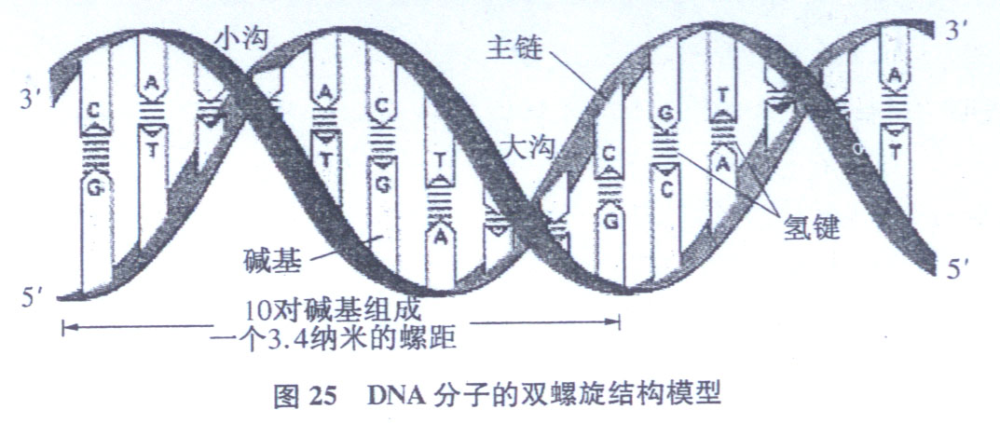 小沟
主链
3′
3′
C A A C T C G T A
大沟
G T T G A G C A T
氢键
碱基
5′
5′
10对碱基组成
一个3.4纳米的螺距
图 25 DNA 分子的双螺旋结构模型